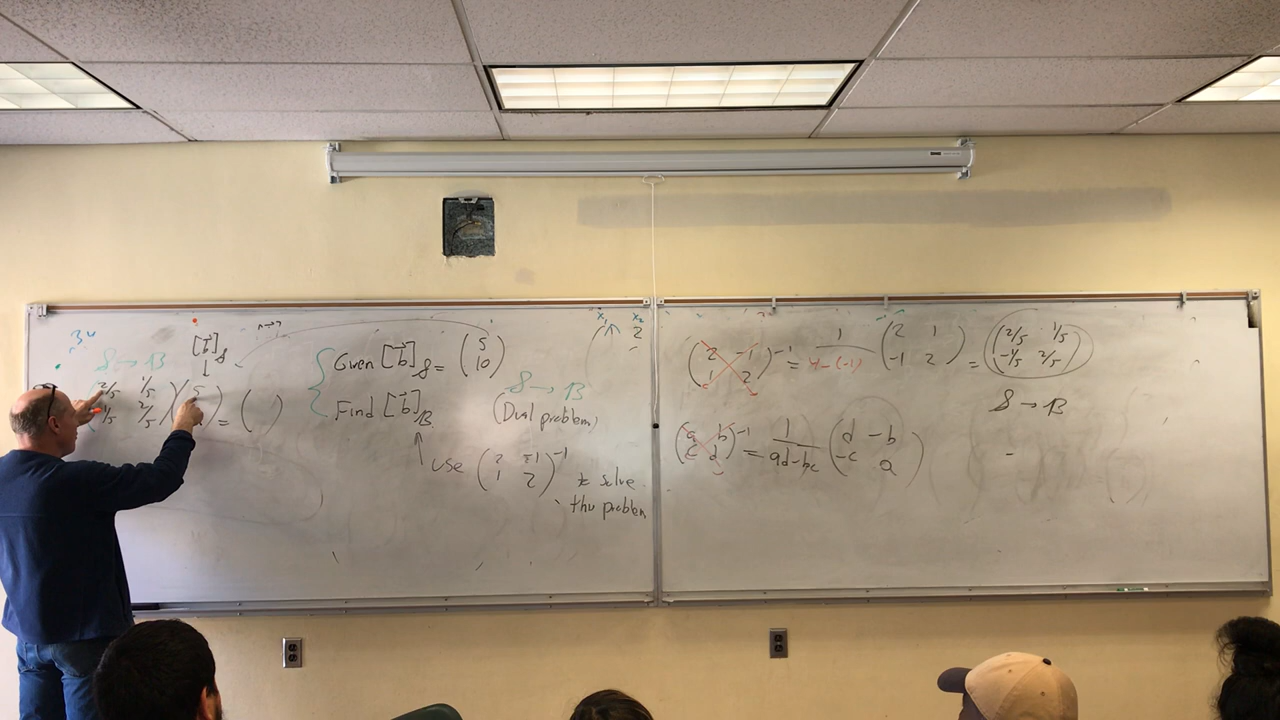 S → B
[b⃗]_S
(2/5 1/5
-1/5 2/5)(5
10) = ( )
Given [b⃗]_S = (5
10)
Find [b⃗]_B
S → B
(Dual problem)
↑ use (2 -1
1 2)^-1 to solve
the problem
x₁ x₂
2
(2 -1
1 2)^-1 = 1/4-(-1) (2 1
-1 2) = (2/5 1/5
-1/5 2/5)
S → B
(a b
c d)^-1 = 1/ad-bc (d -b
-c a)